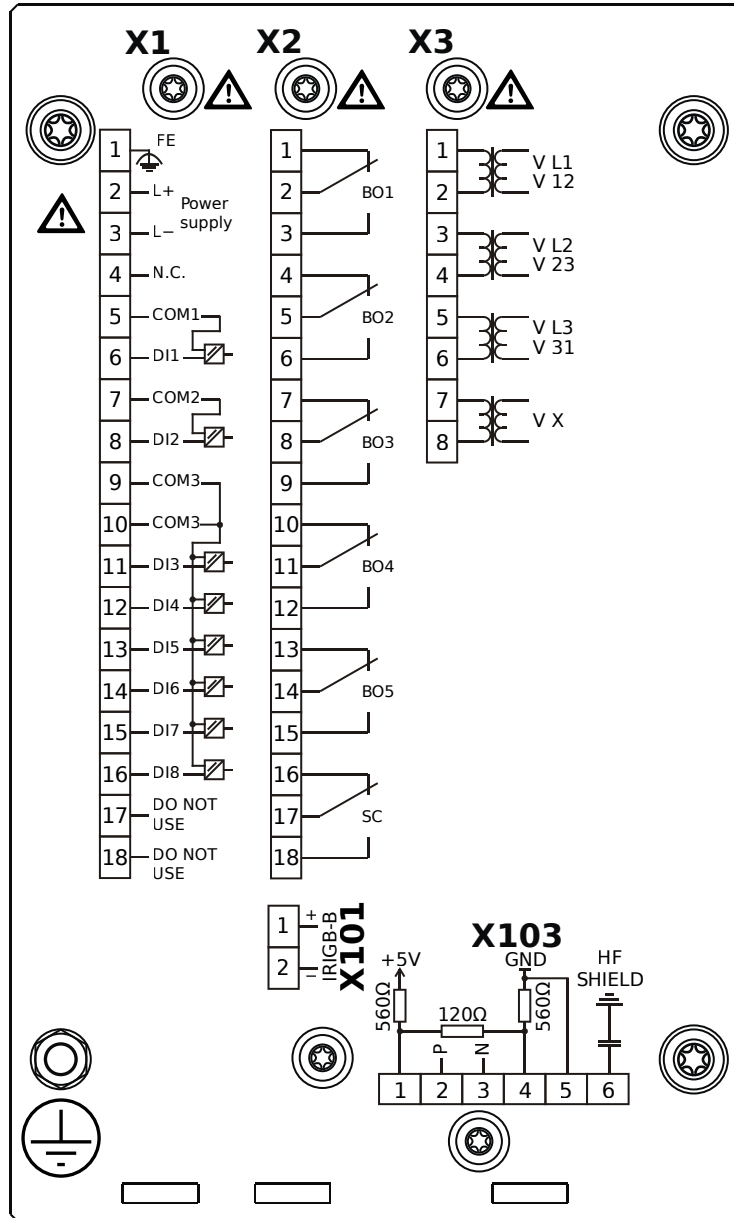 X1 X2 X3
1 FE
2 L+
Power
supply
3 L−
4 N.C.
5 COM1
6 DI1
7 COM2
8 DI2
9 COM3
10 COM3
11 DI3
12 DI4
13 DI5
14 DI6
15 DI7
16 DI8
17 DO NOT
USE
18 DO NOT
USE
1
2 BO1
3
4
5 BO2
6
7
8 BO3
9
10
11 BO4
12
13
14 BO5
15
16
17 SC
18
1 V L1
2 V 12
3 V L2
4 V 23
5 V L3
6 V 31
7
V X
8
1 +
2 −
IRIGB-B
X101
X103
+5V GND HF
SHIELD
560Ω 120Ω 560Ω
P N
1 2 3 4 5 6